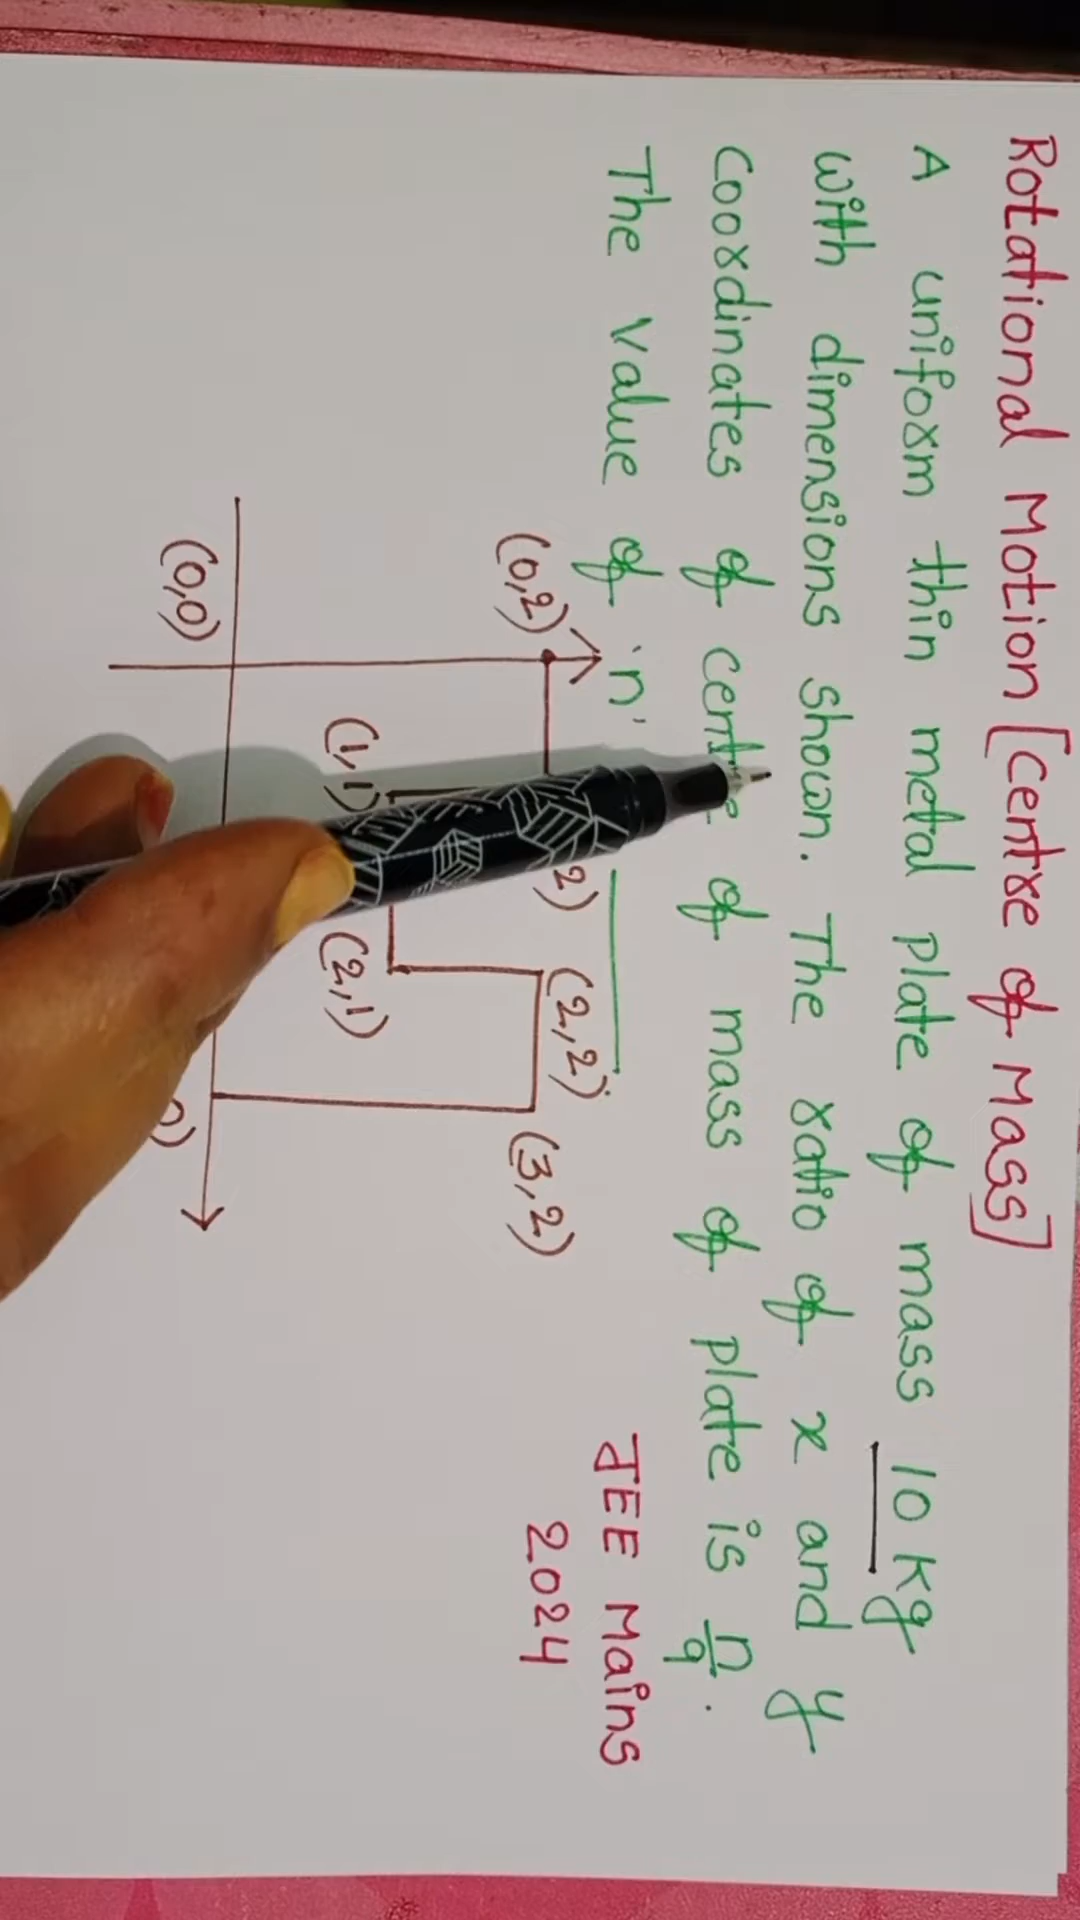 Rotational Motion [Centre of Mass]
A uniform thin metal plate of mass 10 kg
with dimensions shown. The ratio of x and y
Coordinates of centre of mass of plate is n/9.
The value of 'n'
JEE Mains
2024
(0,2)
2)
(2,2)
(3,2)
(1,1)
(2,1)
(0,0)